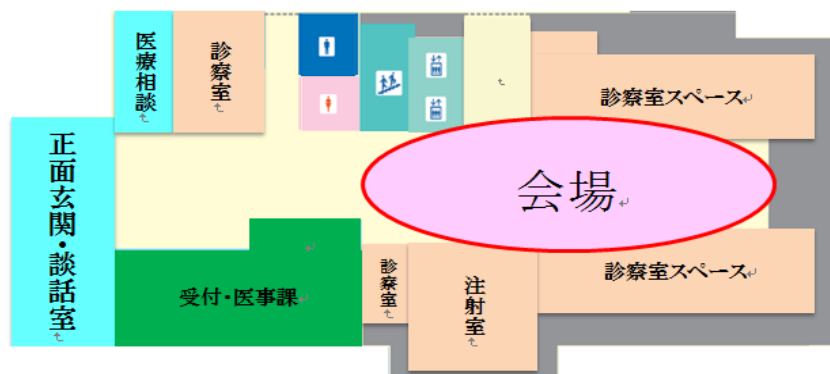 医療相談
診察室
診察室スペース
正面玄関・談話室
会場
受付・医事課
診察室
注射室
診察室スペース